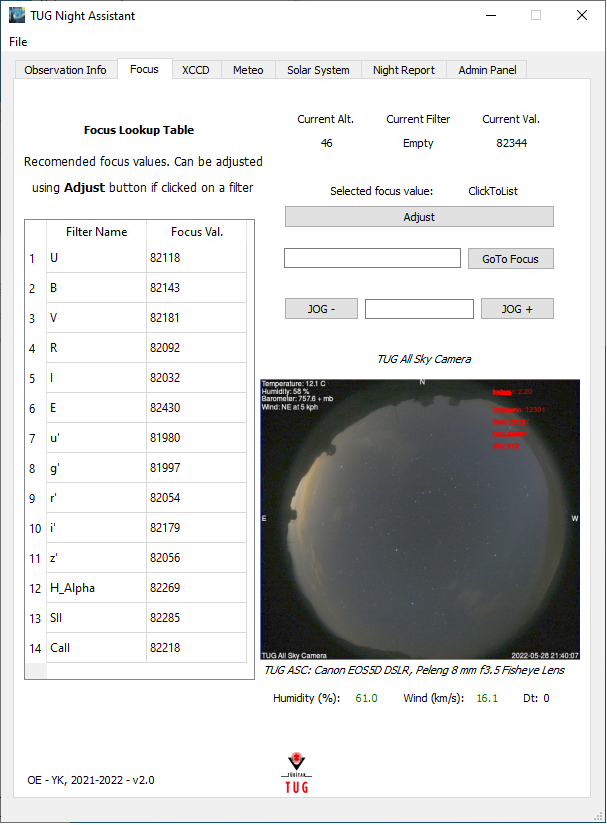 TUG Night Assistant
File
Observation Info Focus XCCD Meteo Solar System Night Report Admin Panel
Focus Lookup Table
Recomended focus values. Can be adjusted
using Adjust button if clicked on a filter
Filter Name Focus Val.
1 U 82118
2 B 82143
3 V 82181
4 R 82092
5 I 82032
6 E 82430
7 u' 81980
8 g' 81997
9 r' 82054
10 i' 82179
11 z' 82056
12 H_Alpha 82269
13 SII 82285
14 CaII 82218
Current Alt. Current Filter Current Val.
46 Empty 82344
Selected focus value: ClickToList
Adjust
GoTo Focus
JOG - JOG +
TUG All Sky Camera
Temperature: 12.1 C
Humidity: 58 %
Barometer: 757.6 + mb
Wind: NE at 5 kph
N
E W
TUG All Sky Camera 2022-05-28 21:40:07
TUG ASC: Canon EOS5D DSLR, Peleng 8 mm f3.5 Fisheye Lens
Humidity (%): 61.0 Wind (km/s): 16.1 Dt: 0
OE - YK, 2021-2022 - v2.0
TÜBİTAK
TUG